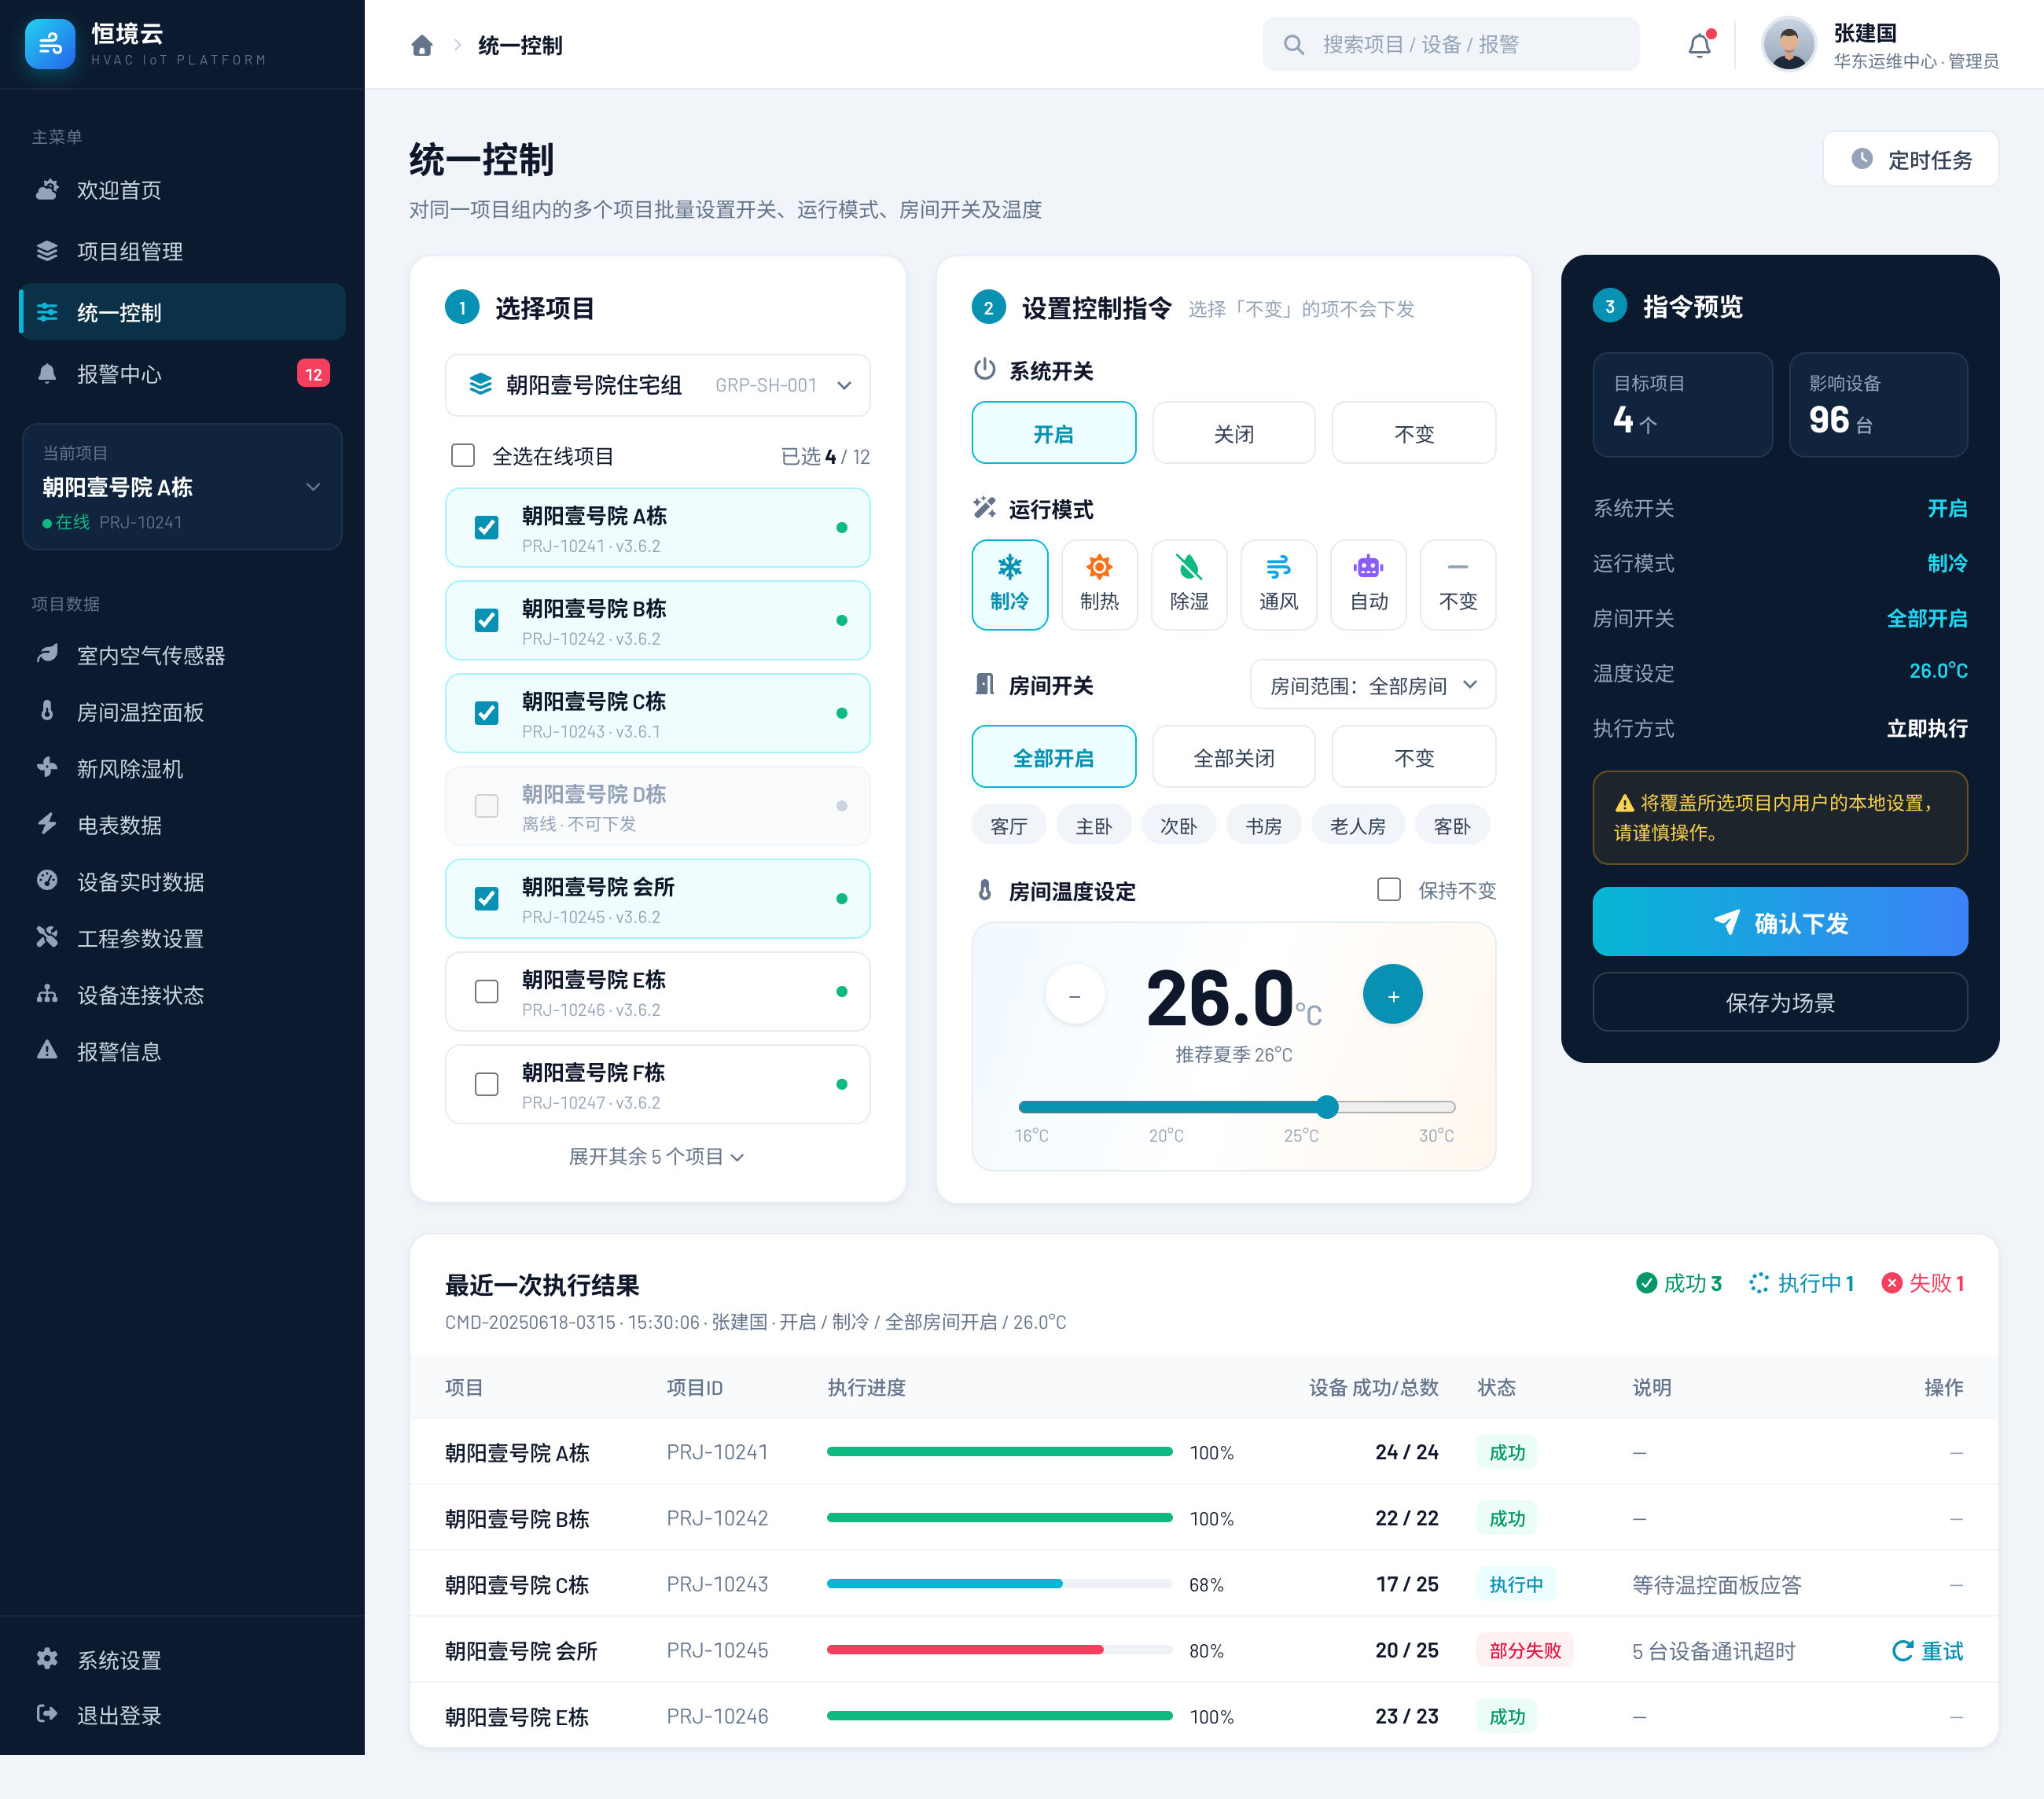 恒境云
HVAC IoT PLATFORM
主菜单
欢迎首页
项目组管理
统一控制
报警中心
12
当前项目
朝阳壹号院 A栋
在线 PRJ-10241
项目数据
室内空气传感器
房间温控面板
新风除湿机
电表数据
设备实时数据
工程参数设置
设备连接状态
报警信息
系统设置
退出登录
统一控制
搜索项目 / 设备 / 报警
张建国
华东运维中心 · 管理员
统一控制
对同一项目组内的多个项目批量设置开关、运行模式、房间开关及温度
定时任务
1 选择项目
朝阳壹号院住宅组 GRP-SH-001
全选在线项目 已选 4 / 12
朝阳壹号院 A栋
PRJ-10241 · v3.6.2
朝阳壹号院 B栋
PRJ-10242 · v3.6.2
朝阳壹号院 C栋
PRJ-10243 · v3.6.1
朝阳壹号院 D栋
离线 · 不可下发
朝阳壹号院 会所
PRJ-10245 · v3.6.2
朝阳壹号院 E栋
PRJ-10246 · v3.6.2
朝阳壹号院 F栋
PRJ-10247 · v3.6.2
展开其余 5 个项目
2 设置控制指令 选择「不变」的项不会下发
系统开关
开启 关闭 不变
运行模式
制冷 制热 除湿 通风 自动 不变
房间开关 房间范围：全部房间
全部开启 全部关闭 不变
客厅 主卧 次卧 书房 老人房 客卧
房间温度设定 保持不变
− 26.0°C +
推荐夏季 26°C
16°C 20°C 25°C 30°C
3 指令预览
目标项目 影响设备
4 个 96 台
系统开关 开启
运行模式 制冷
房间开关 全部开启
温度设定 26.0°C
执行方式 立即执行
将覆盖所选项目内用户的本地设置，
请谨慎操作。
确认下发
保存为场景
最近一次执行结果
成功 3 执行中 1 失败 1
CMD-20250618-0315 · 15:30:06 · 张建国 · 开启 / 制冷 / 全部房间开启 / 26.0°C
项目 项目ID 执行进度 设备 成功/总数 状态 说明 操作
朝阳壹号院 A栋 PRJ-10241 100% 24 / 24 成功 — —
朝阳壹号院 B栋 PRJ-10242 100% 22 / 22 成功 — —
朝阳壹号院 C栋 PRJ-10243 68% 17 / 25 执行中 等待温控面板应答 —
朝阳壹号院 会所 PRJ-10245 80% 20 / 25 部分失败 5 台设备通讯超时 重试
朝阳壹号院 E栋 PRJ-10246 100% 23 / 23 成功 — —